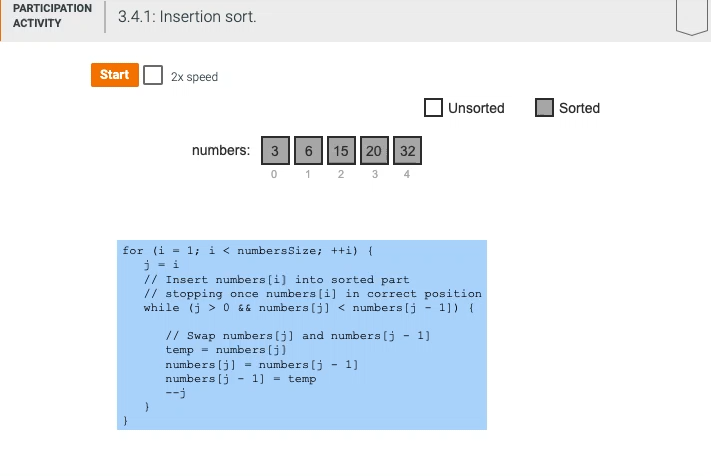 PARTICIPATION
ACTIVITY
3.4.1: Insertion sort.
Start
2x speed
Unsorted
Sorted
numbers: 3 6 15 20 32
0 1 2 3 4
for (i = 1; i < numbersSize; ++i) {
   j = i
   // Insert numbers[i] into sorted part
   // stopping once numbers[i] in correct position
   while (j > 0 && numbers[j] < numbers[j - 1]) {
      // Swap numbers[j] and numbers[j - 1]
      temp = numbers[j]
      numbers[j] = numbers[j - 1]
      numbers[j - 1] = temp
      --j
   }
}